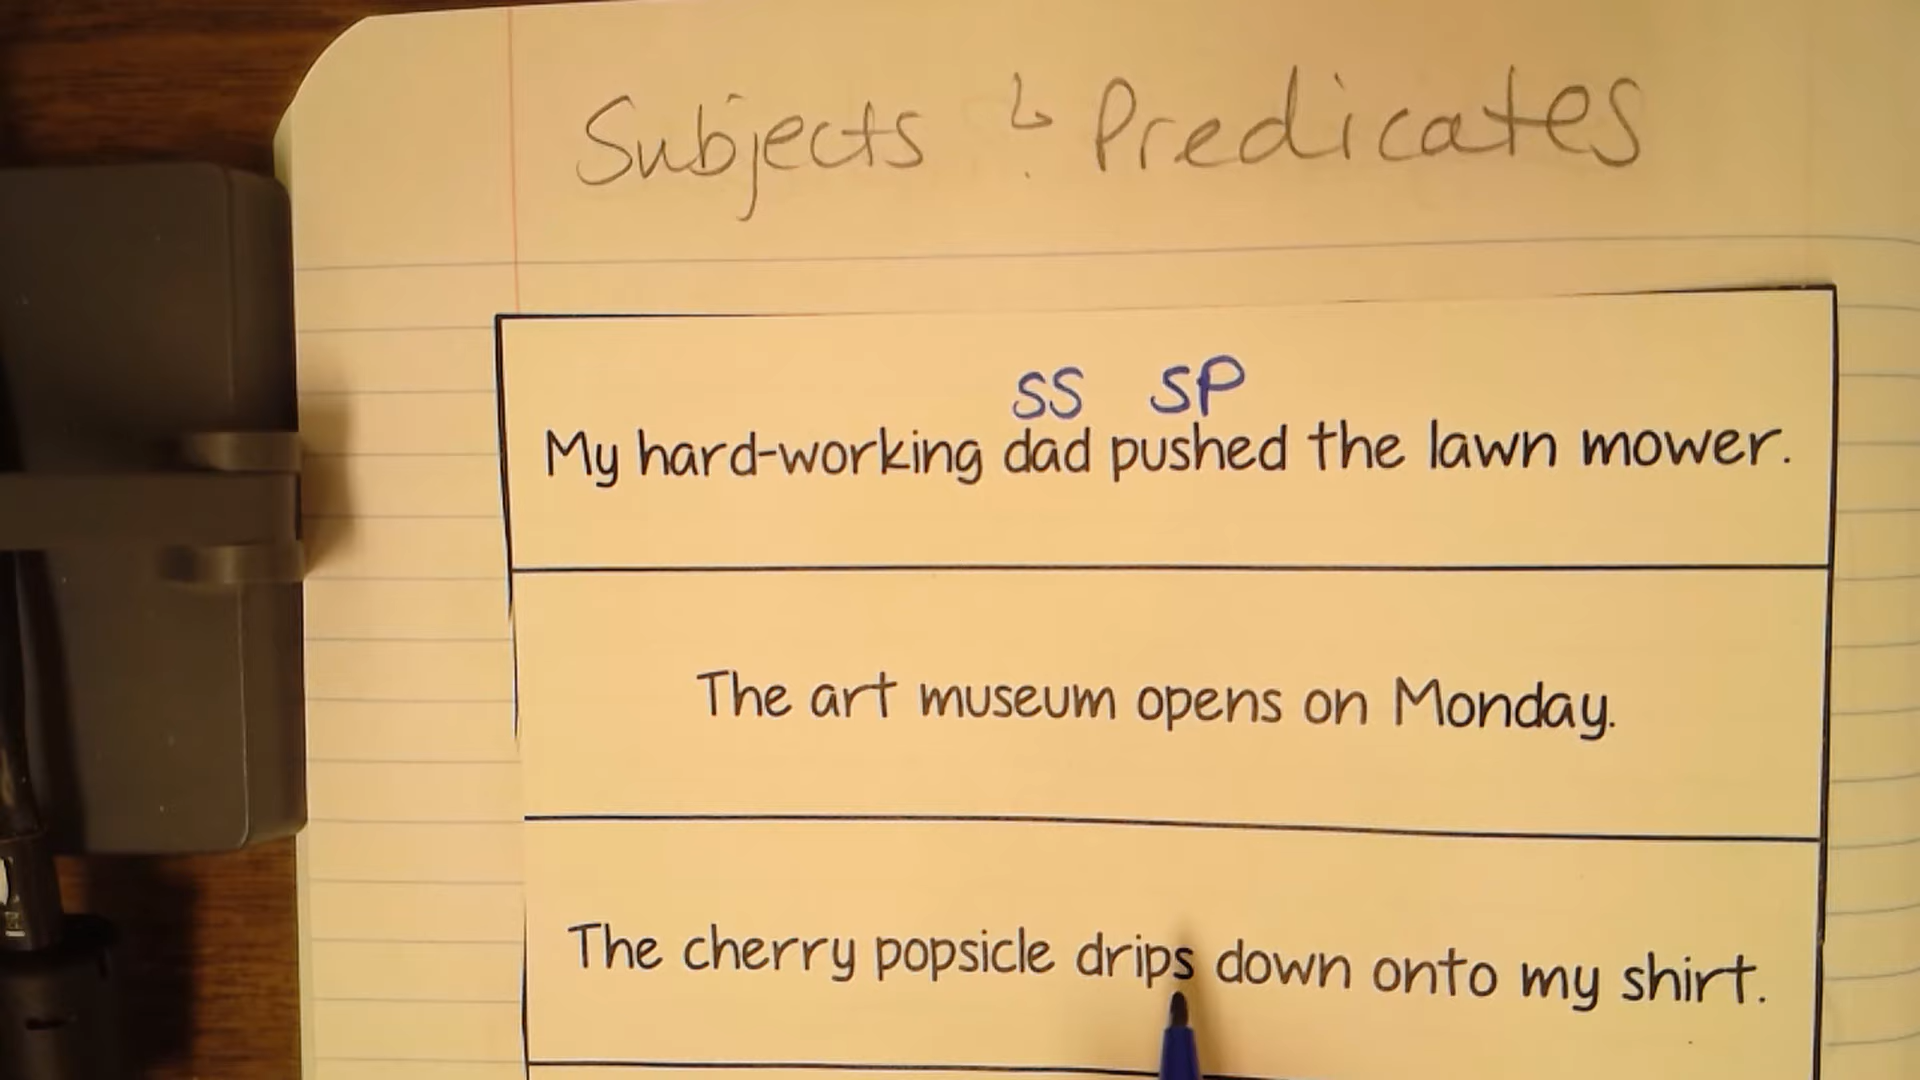 Subjects & Predicates
SS SP
My hard-working dad pushed the lawn mower.
The art museum opens on Monday.
The cherry popsicle drips down onto my shirt.